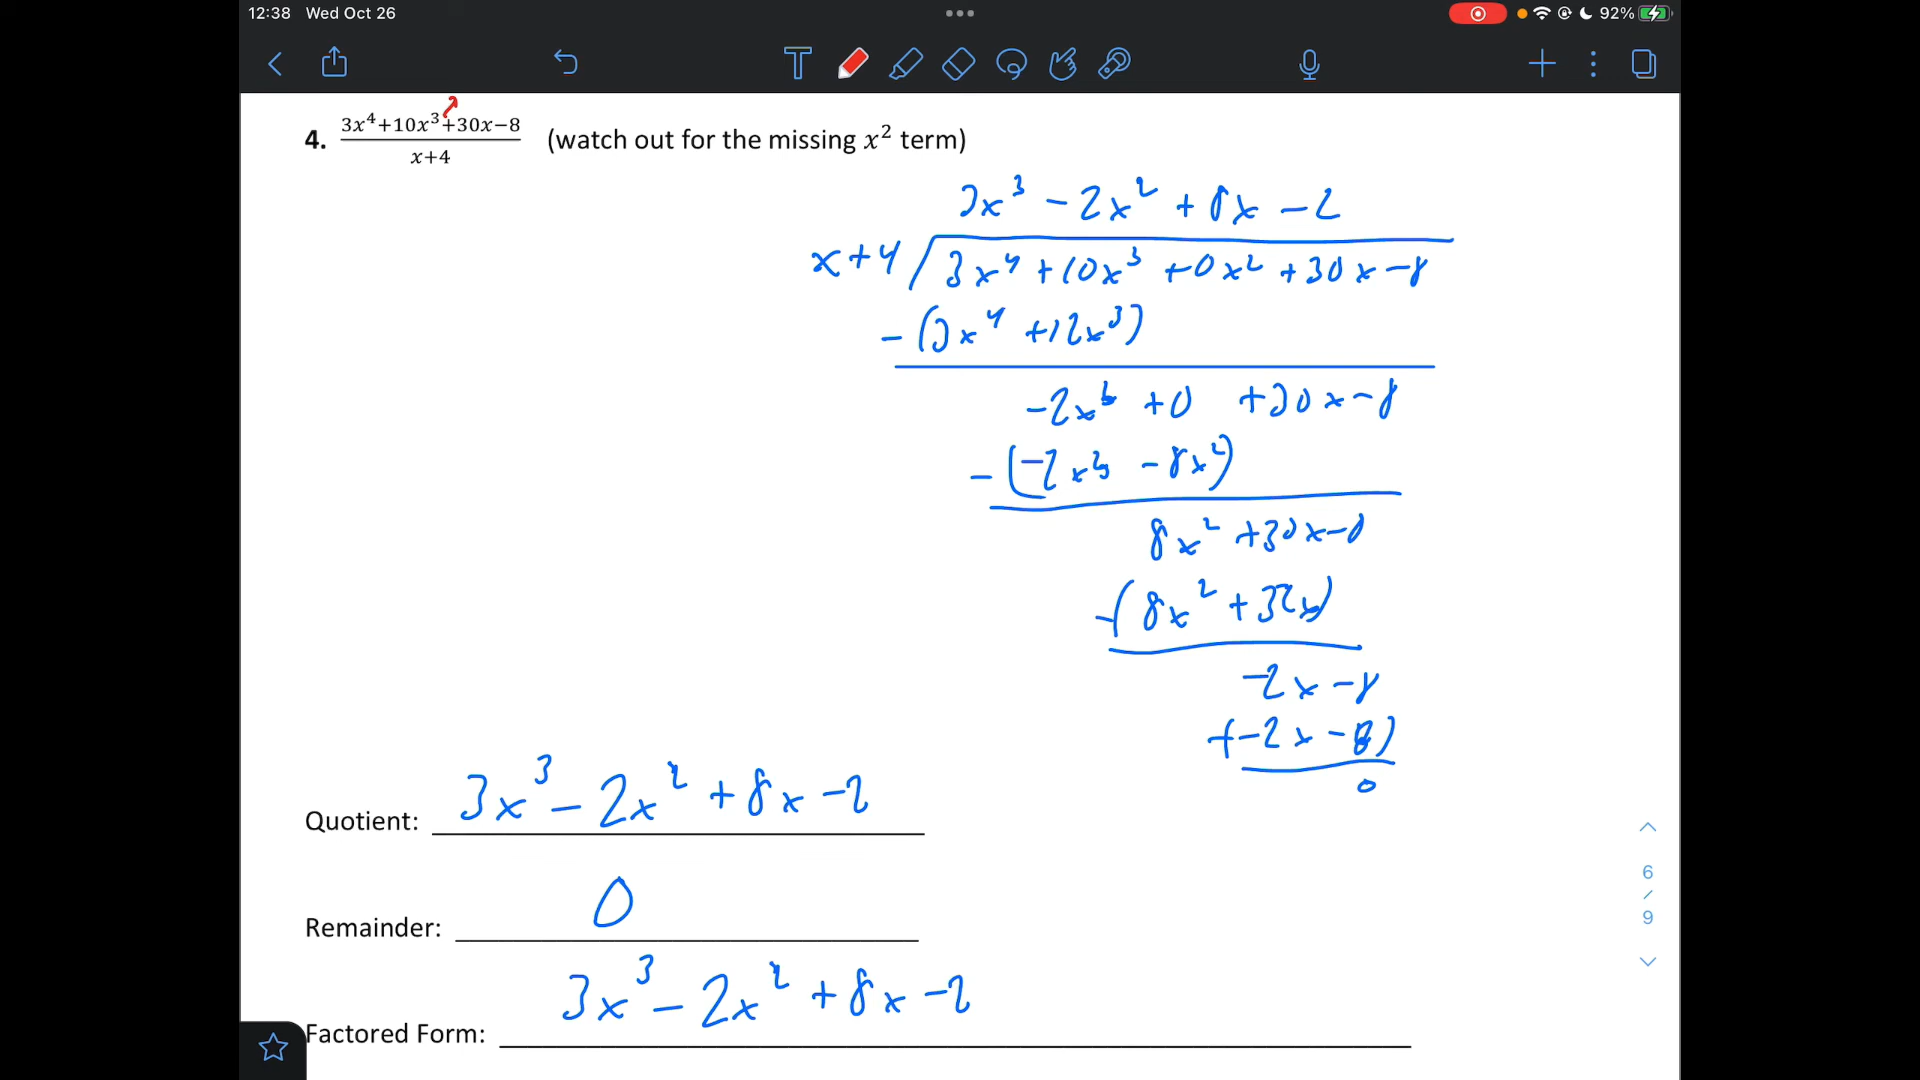 12:38 Wed Oct 26
92%
4. 3x⁴+10x³+30x−8 (watch out for the missing x² term)
x+4
3x³ − 2x² + 8x − 2
x+4 / 3x⁴ +10x³ +0x² +30x −8
−(3x⁴ +12x³)
−2x³ +0 +30x −8
−(−2x³ −8x²)
8x² +30x −8
−(8x² +32x)
−2x −8
−(−2x −8)
0
Quotient: 3x³ − 2x² + 8x − 2
Remainder: 0
Factored Form: 3x³ − 2x² + 8x − 2
6
/
9